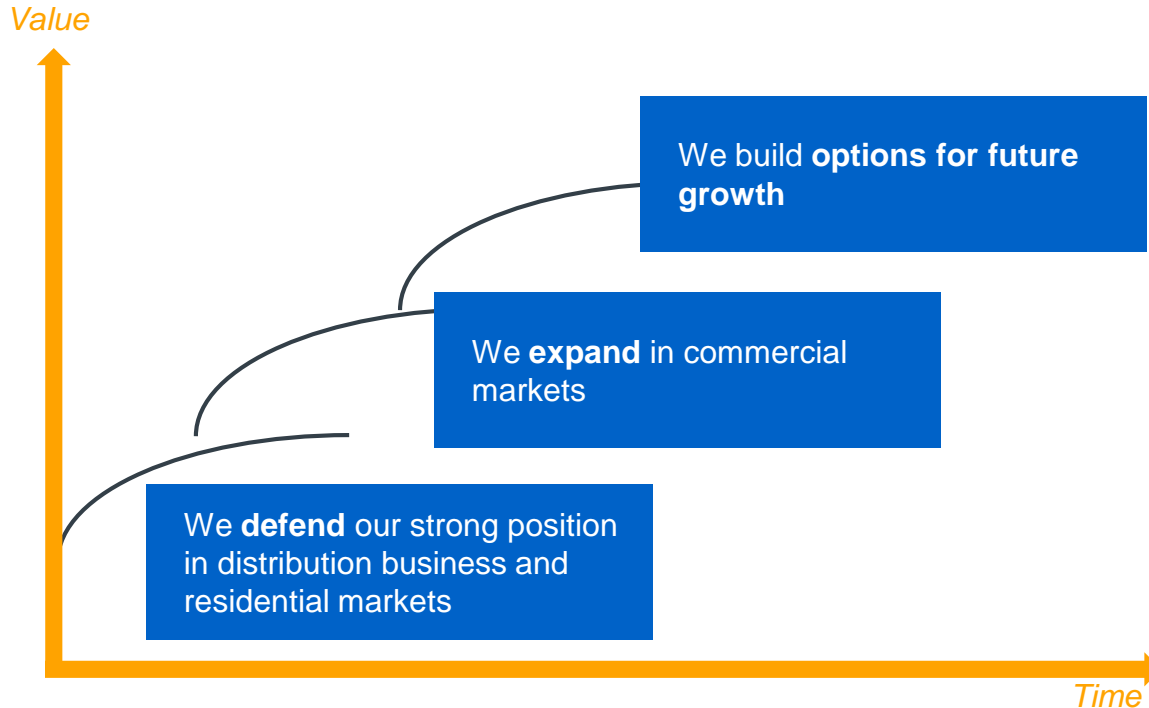 Value
We build options for future
growth
We expand in commercial
markets
We defend our strong position
in distribution business and
residential markets
Time